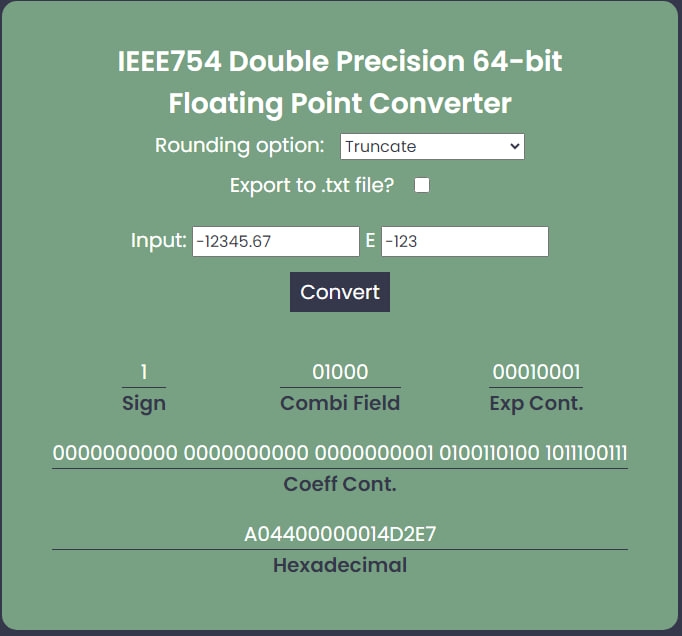 IEEE754 Double Precision 64-bit
Floating Point Converter
Rounding option: Truncate
Export to .txt file?
Input: -12345.67 E -123
Convert
1 01000 00010001
Sign Combi Field Exp Cont.
0000000000 0000000000 0000000001 0100110100 1011100111
Coeff Cont.
A04400000014D2E7
Hexadecimal